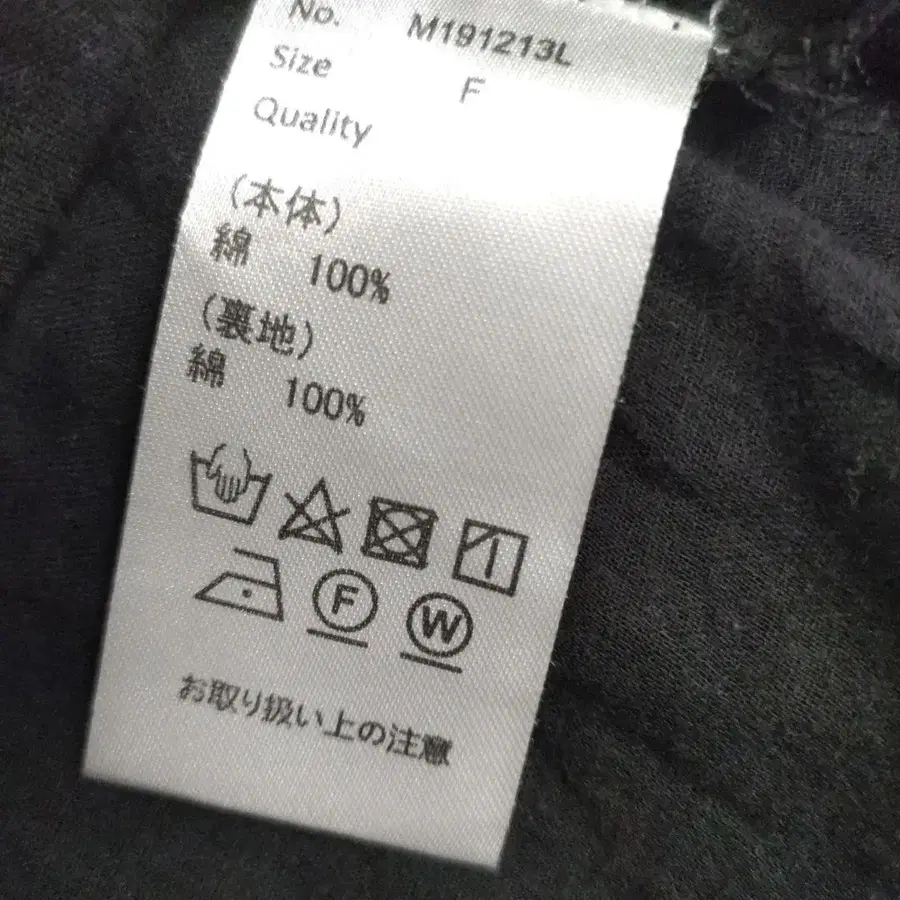 No. M191213L
Size F
Quality
(本体)
綿 100%
(裏地)
綿 100%
F W
お取り扱い上の注意